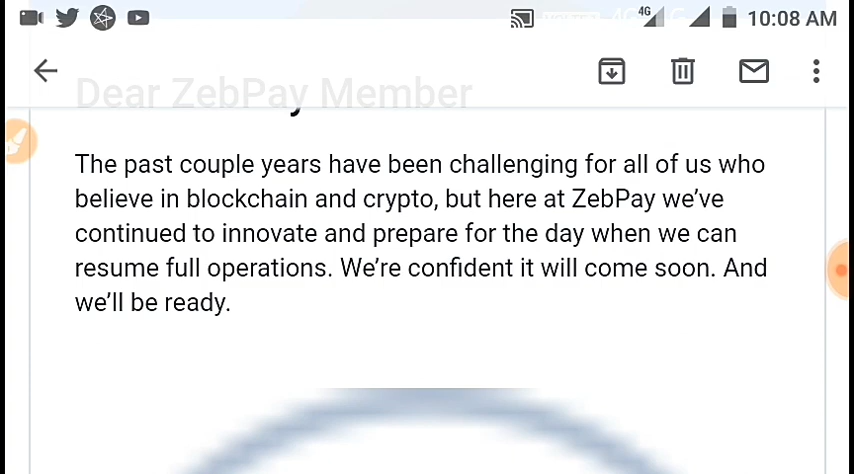 4G
10:08 AM
Dear ZebPay Member
The past couple years have been challenging for all of us who
believe in blockchain and crypto, but here at ZebPay we’ve
continued to innovate and prepare for the day when we can
resume full operations. We’re confident it will come soon. And
we’ll be ready.